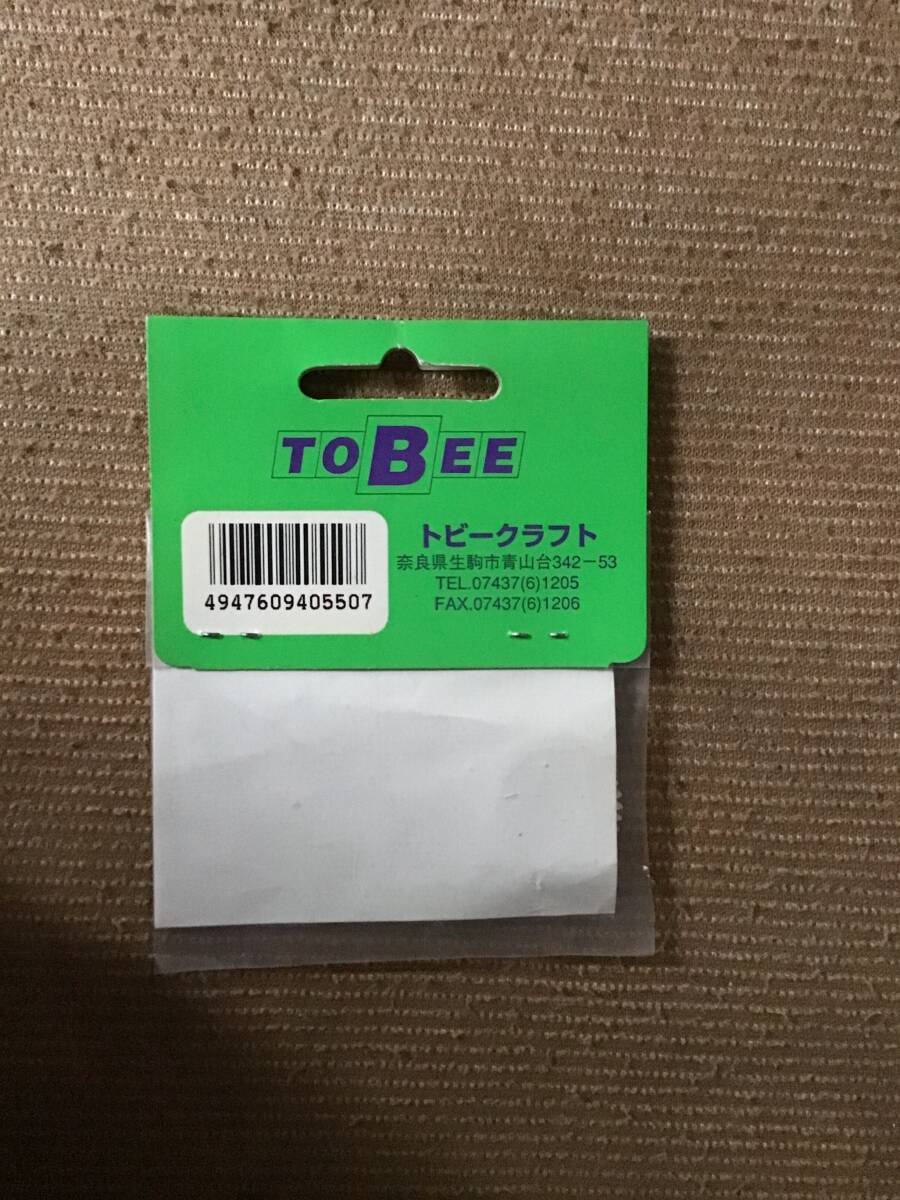 TOBEE
トビークラフト
奈良県生駒市青山台342－53
TEL.07437(6)1205
FAX.07437(6)1206
4947609405507